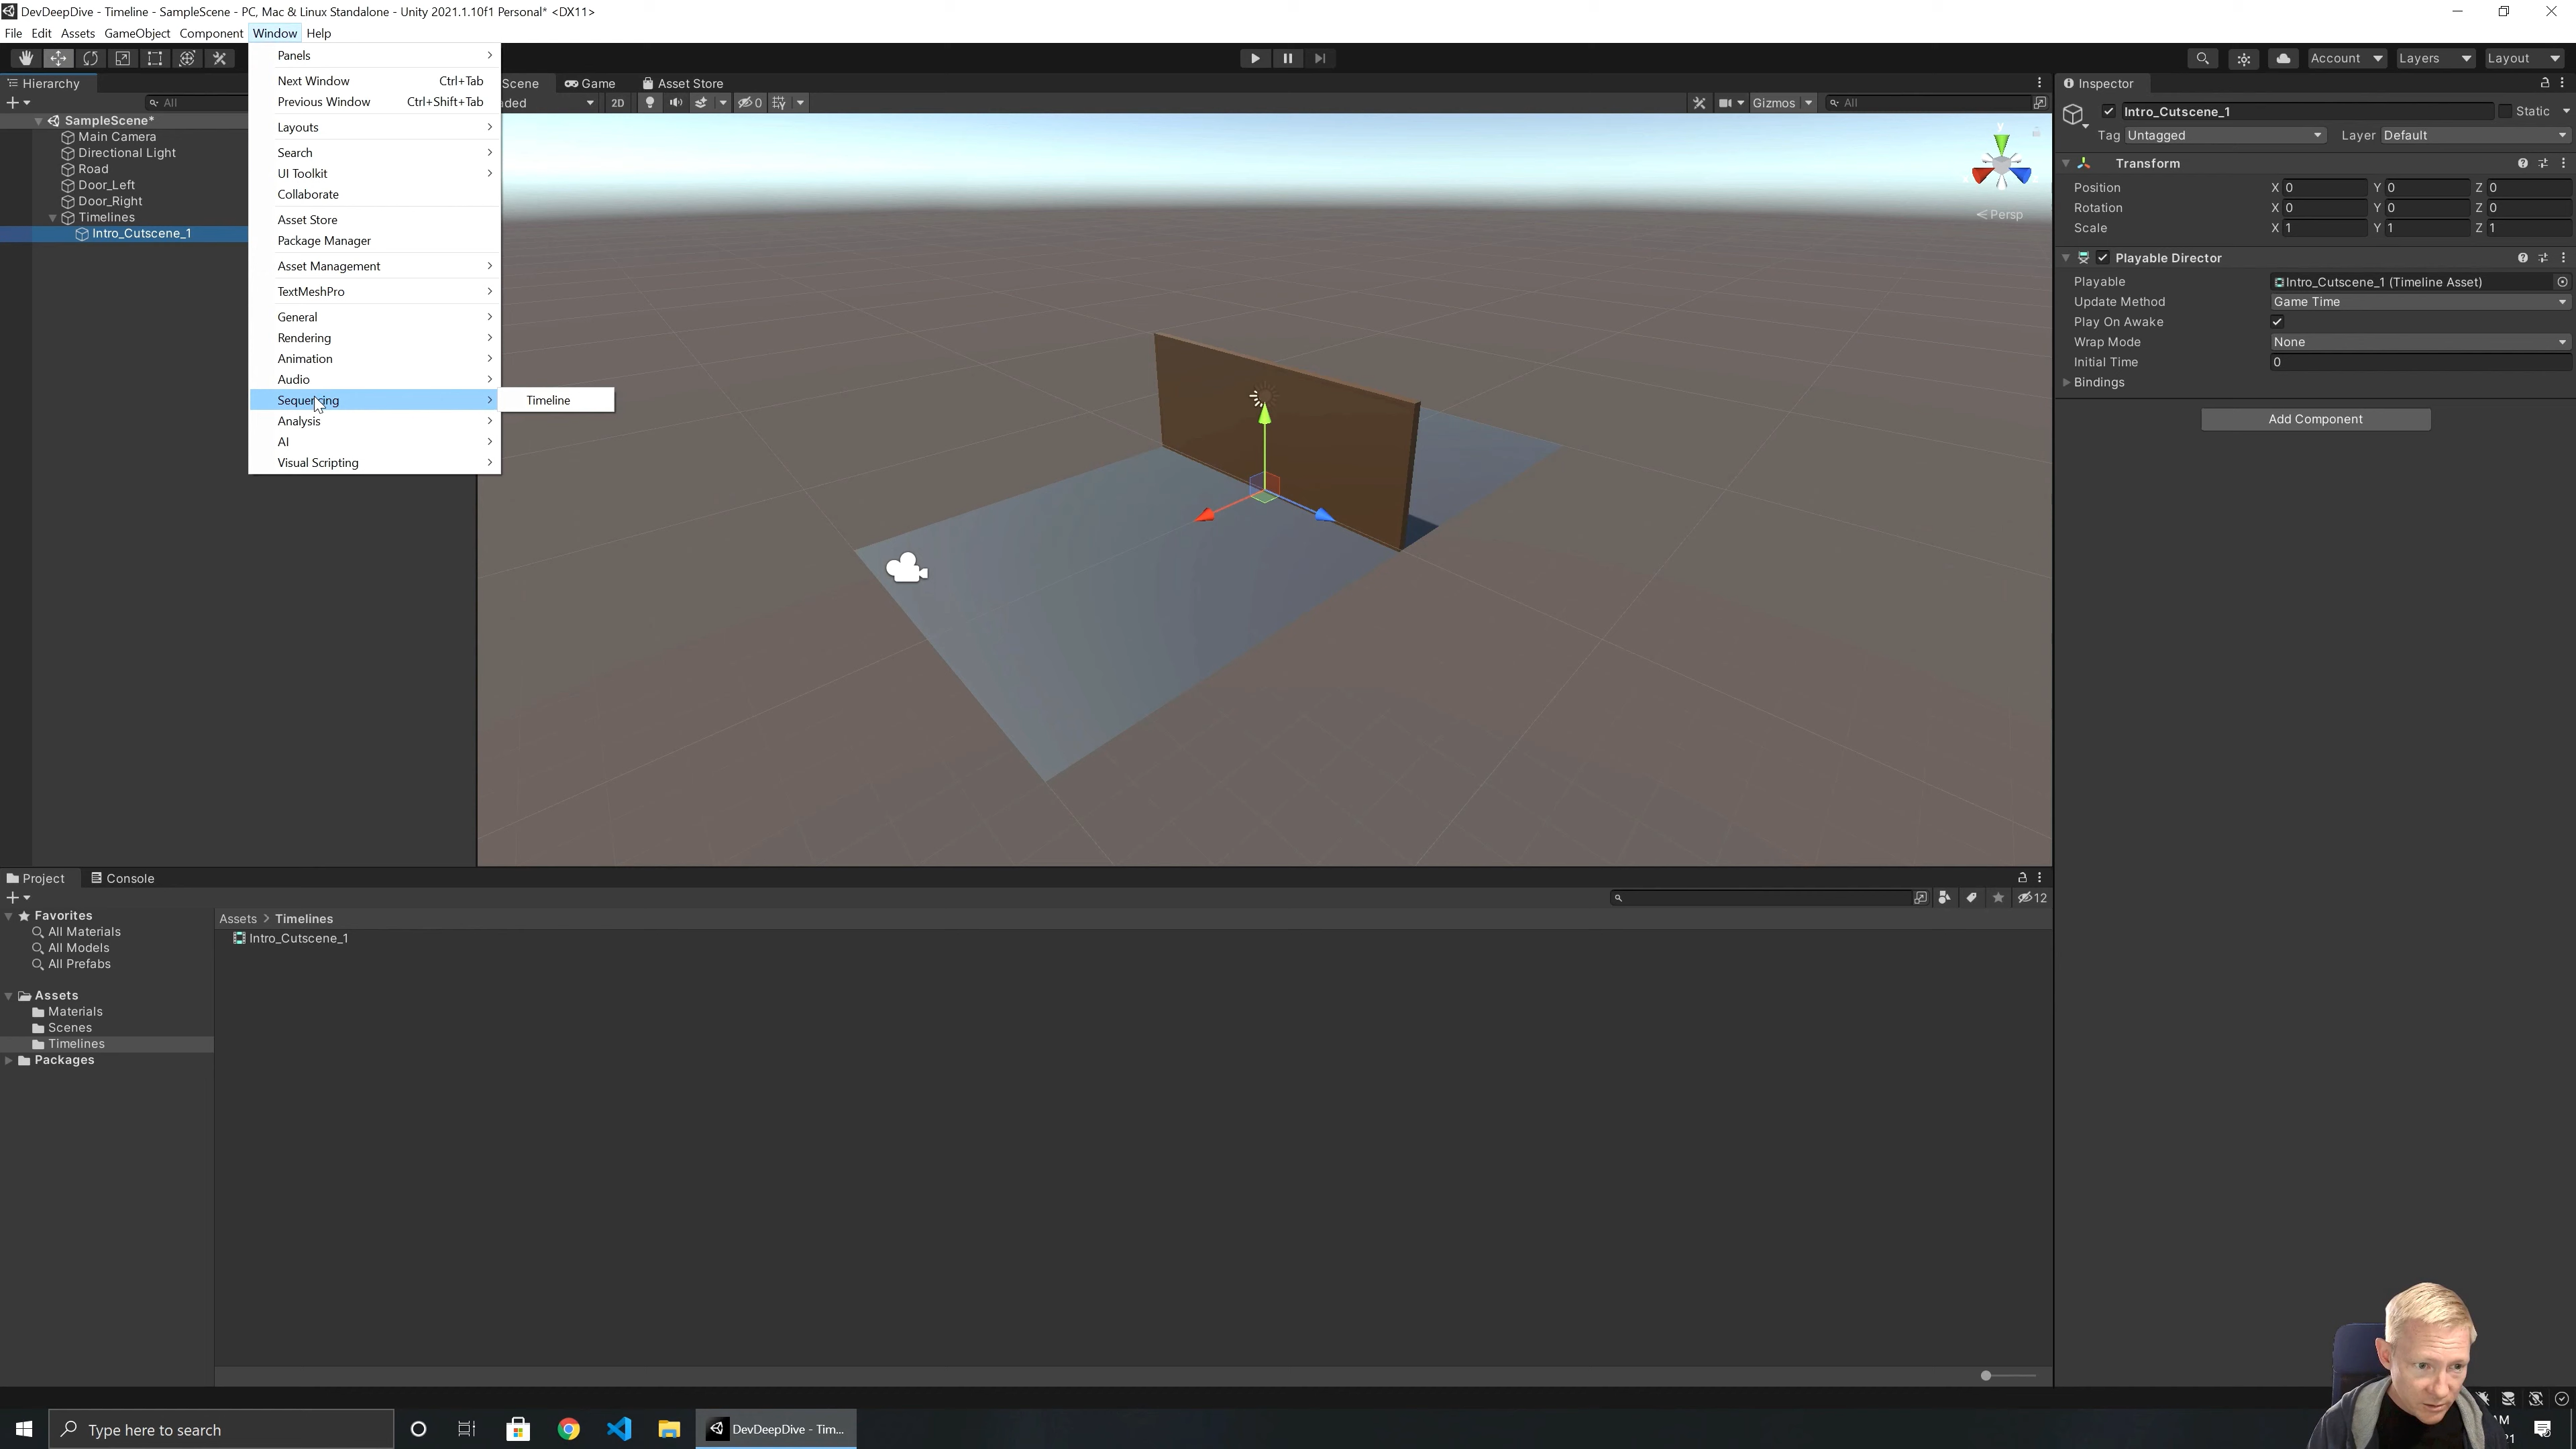 DevDeepDive - Timeline - SampleScene - PC, Mac & Linux Standalone - Unity 2021.1.10f1 Personal* <DX11>
File Edit Assets GameObject Component Window Help
Account Layers Layout
Hierarchy
All
SampleScene*
Main Camera
Directional Light
Road
Door_Left
Door_Right
Timelines
Intro_Cutscene_1
Panels
Next Window Ctrl+Tab
Previous Window Ctrl+Shift+Tab
Layouts
Search
UI Toolkit
Collaborate
Asset Store
Package Manager
Asset Management
TextMeshPro
General
Rendering
Animation
Audio
Sequencing
Analysis
AI
Visual Scripting
Timeline
Scene Game Asset Store
ded 2D 0 Gizmos All
y
Persp
Inspector
Intro_Cutscene_1 Static
Tag Untagged Layer Default
Transform
Position X 0 Y 0 Z 0
Rotation X 0 Y 0 Z 0
Scale X 1 Y 1 Z 1
Playable Director
Playable Intro_Cutscene_1 (Timeline Asset)
Update Method Game Time
Play On Awake
Wrap Mode None
Initial Time 0
Bindings
Add Component
Project Console
12
Favorites
All Materials
All Models
All Prefabs
Assets
Materials
Scenes
Timelines
Packages
Assets > Timelines
Intro_Cutscene_1
Type here to search
DevDeepDive - Tim...